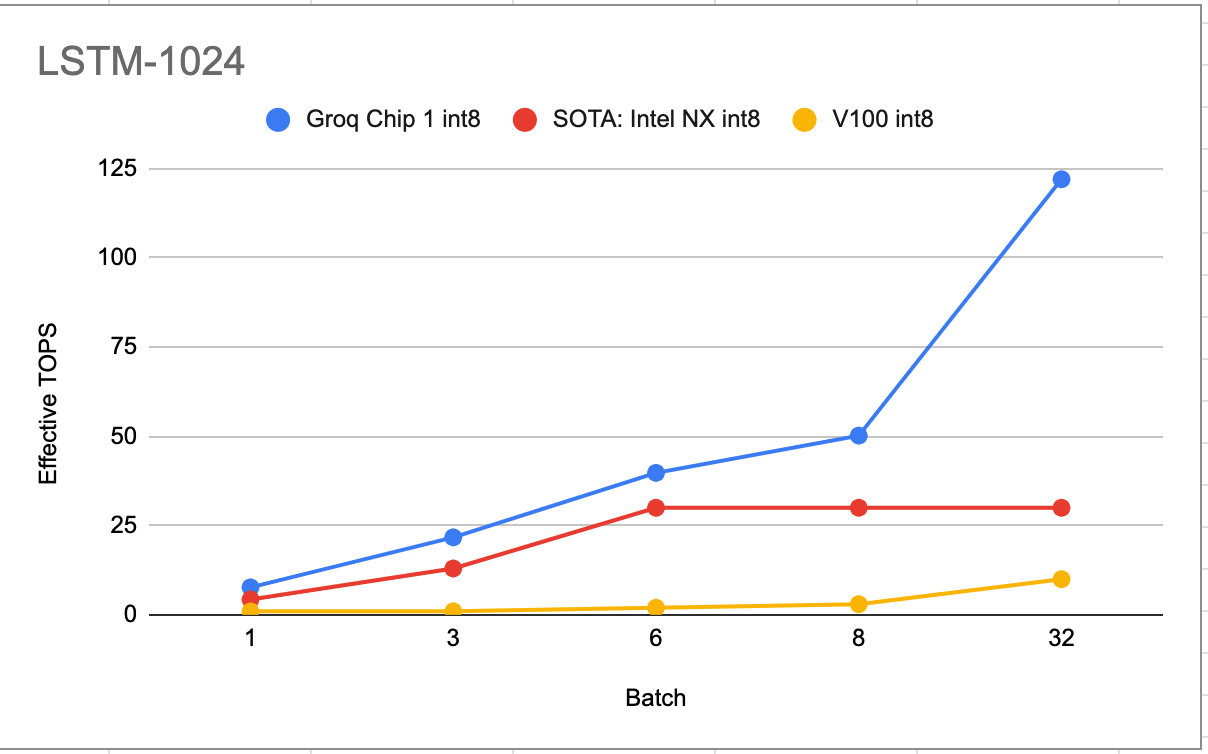 LSTM-1024
Groq Chip 1 int8 SOTA: Intel NX int8 V100 int8
125
100
75
50
25
0
Effective TOPS
1 3 6 8 32
Batch